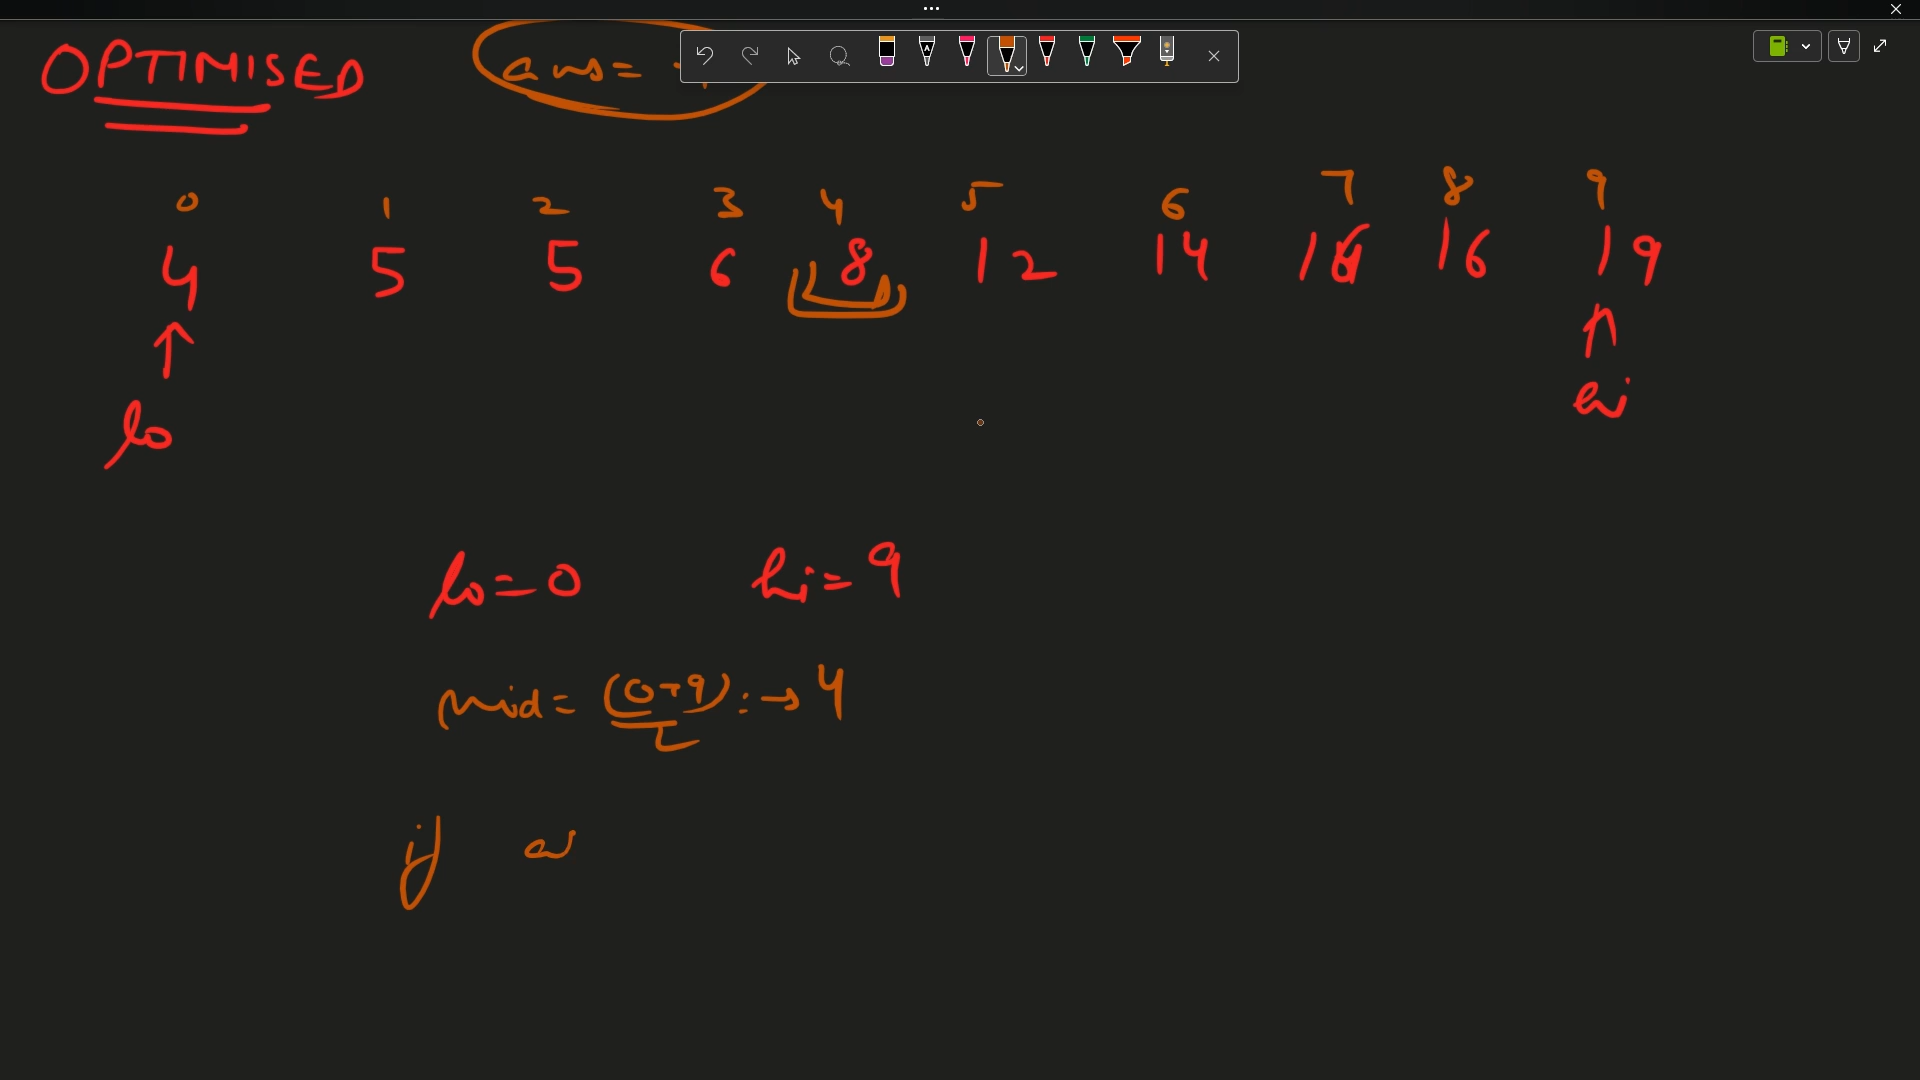 OPTIMISED ans=
0 1 2 3 4 5 6 7 8 9
4 5 5 6 8 12 14 16 16 19
lo hi
lo=0 hi=9
mid= (0+9) : → 4
2
if a